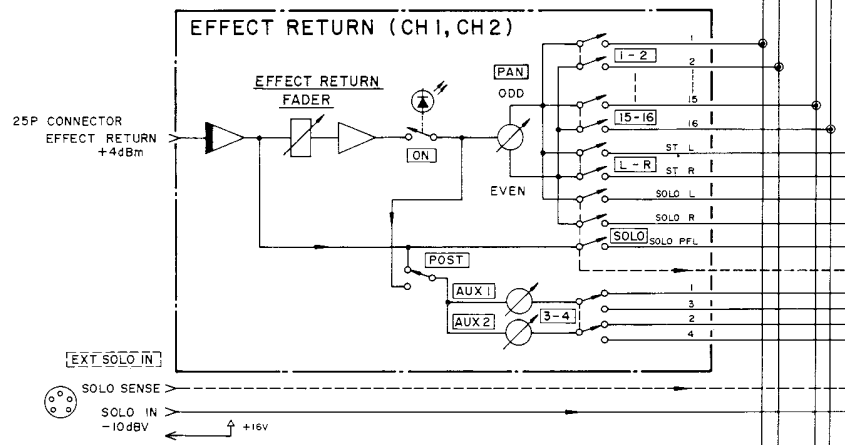 EFFECT RETURN (CH1, CH2)
EFFECT RETURN
FADER
25P CONNECTOR
EFFECT RETURN
+4dBm
ON
PAN
ODD
EVEN
1-2
15-16
L-R
SOLO
1
2
15
16
ST L
ST R
SOLO L
SOLO R
SOLO PFL
POST
AUX 1
AUX 2
3-4
1
3
2
4
EXT SOLO IN
SOLO SENSE
SOLO IN
-10dBV
+16V